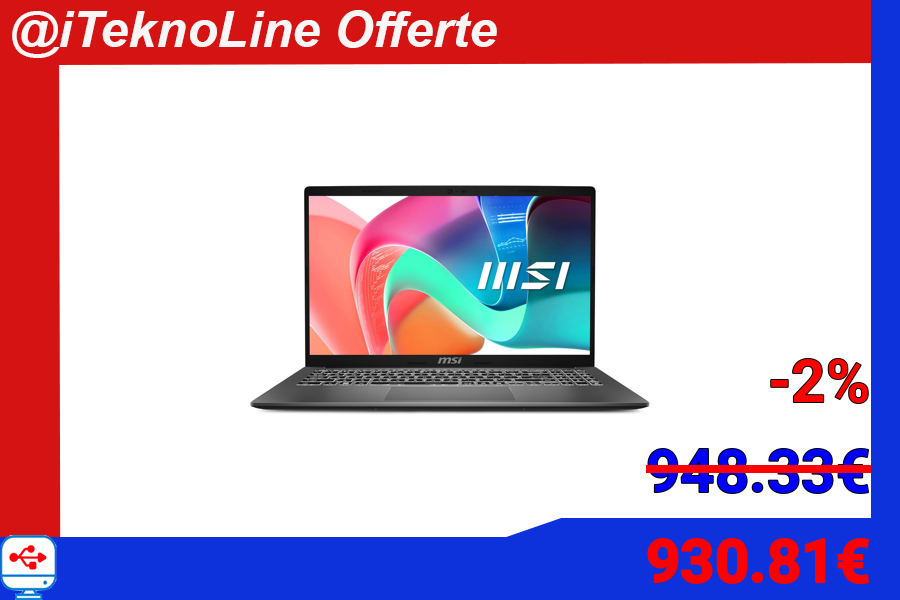 @iTeknoLine Offerte
msi
msi
-2%
948.33€
930.81€